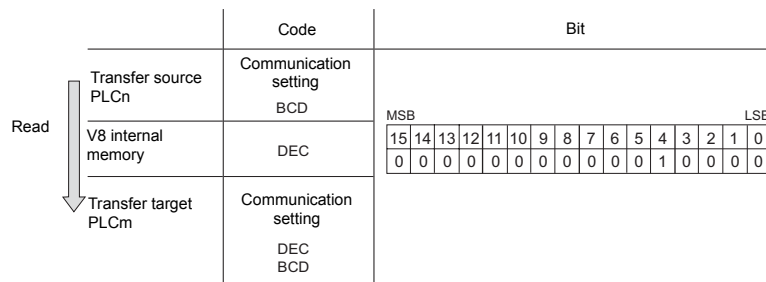 Code Bit
Read
Transfer source
PLCn
Communication
setting
BCD
V8 internal
memory
DEC
Transfer target
PLCm
Communication
setting
DEC
BCD
MSB LSB
15 14 13 12 11 10 9 8 7 6 5 4 3 2 1 0
0 0 0 0 0 0 0 0 0 0 0 1 0 0 0 0